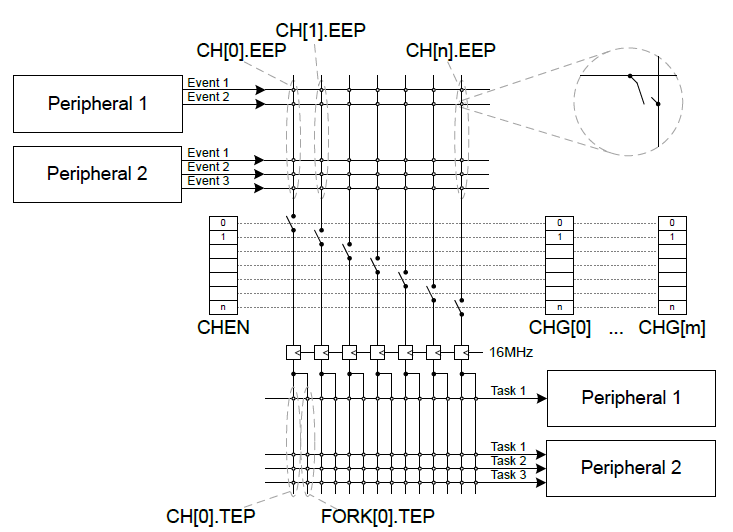 CH[1].EEP
CH[0].EEP
CH[n].EEP
Peripheral 1
Event 1
Event 2
Peripheral 2
Event 1
Event 2
Event 3
0
1
n
0
1
n
0
1
n
CHEN
CHG[0] ... CHG[m]
< < < < < < <
16MHz
Task 1
Peripheral 1
Task 1
Task 2
Task 3
Peripheral 2
CH[0].TEP
FORK[0].TEP